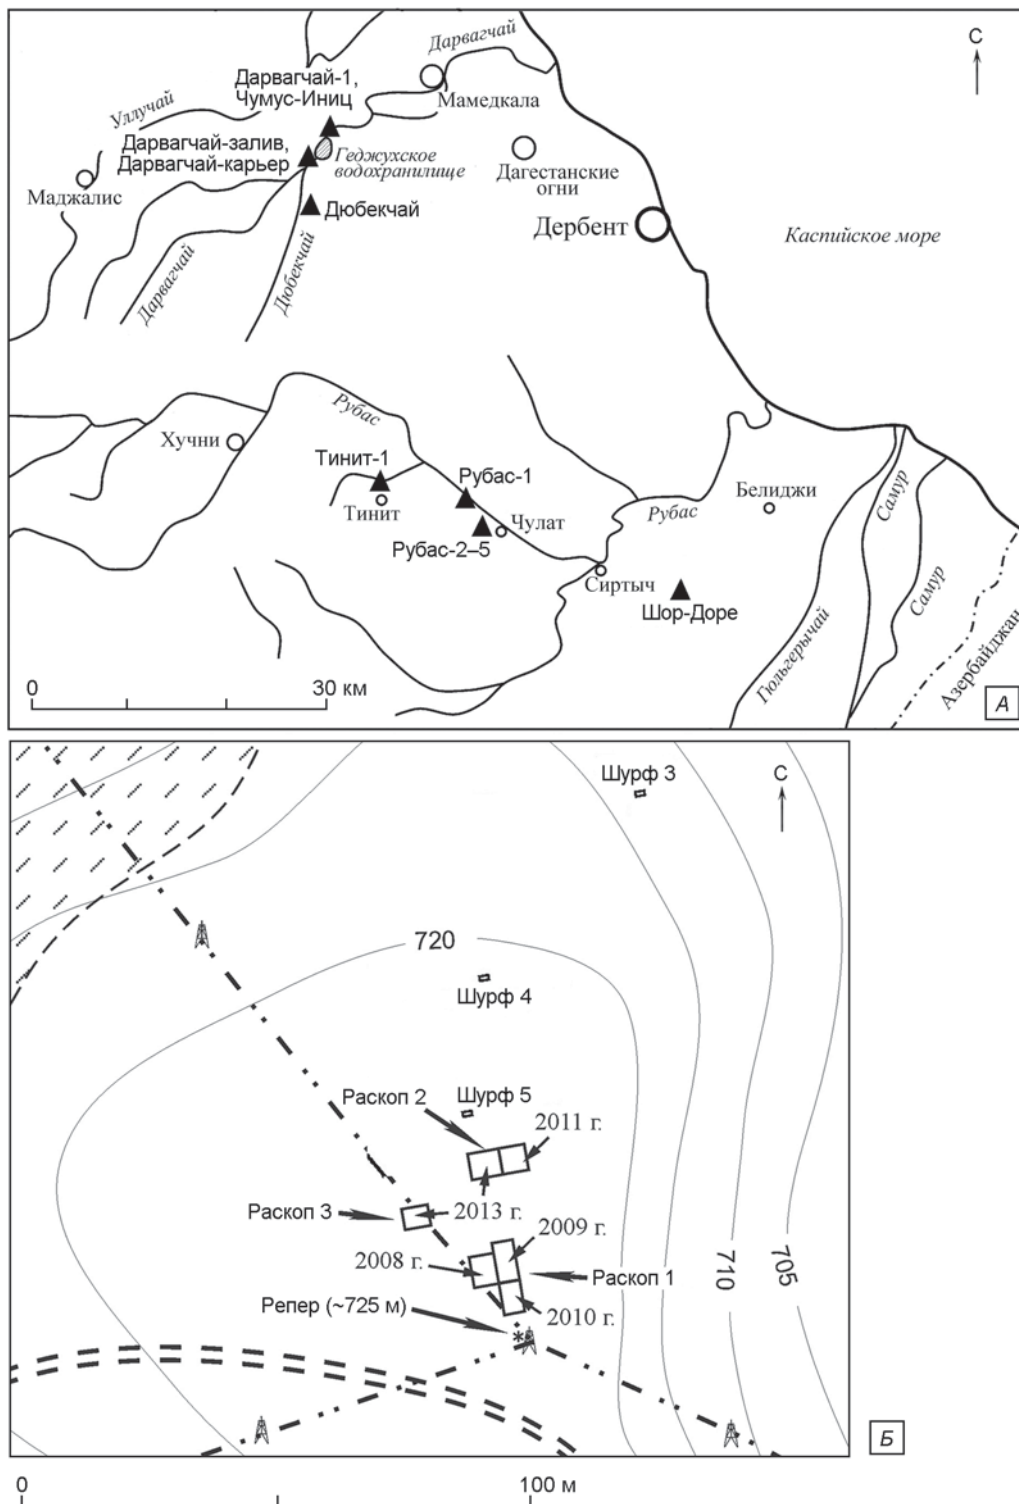 Дарвагчай
С
Дарвагчай-1,
Чумус-Иниц
Мамедкала
Уллучай
Дарвагчай-залив,
Дарвагчай-карьер
Геджухское
водохранилище
Дагестанские
огни
Маджалис
Дюбекчай
Дербент
Каспийское море
Дарвагчай
Дюбекчай
Рубас
Хучни
Тинит-1
Рубас-1
Тинит
Чулат
Рубас-2–5
Рубас
Белиджи
Сиртыч
Шор-Доре
Гюльгерычай
Самур
Самур
Азербайджан
0
30 км
А
Шурф 3
С
720
Шурф 4
Раскоп 2
Шурф 5
2011 г.
Раскоп 3
2013 г.
2009 г.
2008 г.
Раскоп 1
710
705
Репер (~725 м)
2010 г.
Б
0
100 м